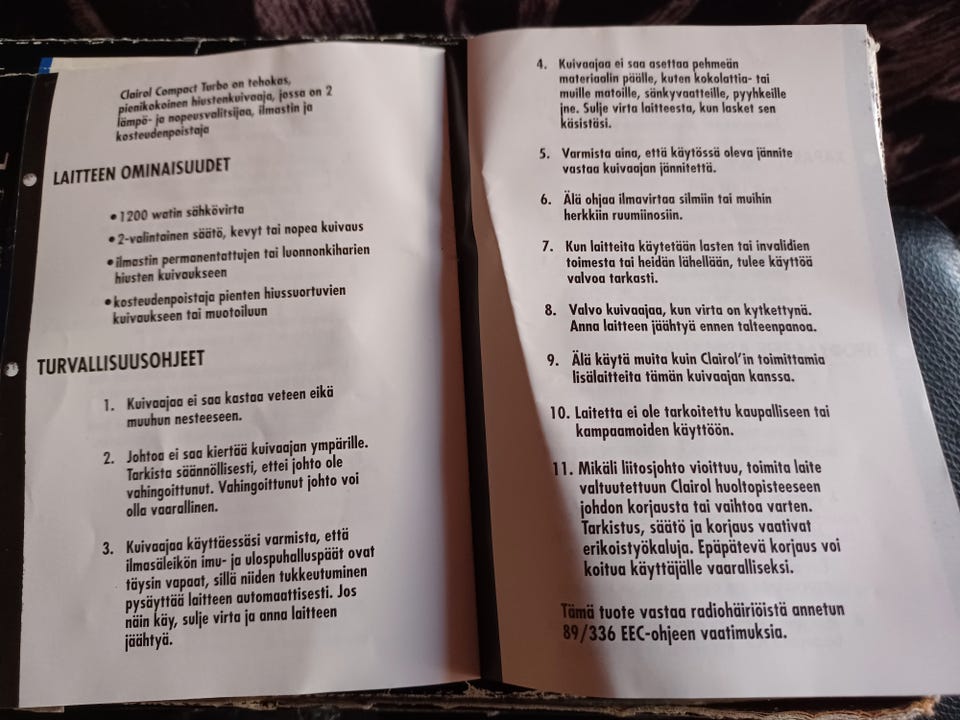 Clairol Compact Turbo on tehokas,
pienikokoinen hiustenkuivaaja, jossa on 2
lämpö- ja nopeusvalitsijaa, ilmastin ja
kosteudenpoistaja
LAITTEEN OMINAISUUDET
•1200 watin sähkövirta
•2-valintainen säätö, kevyt tai nopea kuivaus
•ilmastin permanentattujen tai luonnonkiharien
hiusten kuivaukseen
•kosteudenpoistaja pienten hiussuortuvien
kuivaukseen tai muotoiluun
TURVALLISUUSOHJEET
1. Kuivaajaa ei saa kastaa veteen eikä
muuhun nesteeseen.
2. Johtoa ei saa kiertää kuivaajan ympärille.
Tarkista säännöllisesti, ettei johto ole
vahingoittunut. Vahingoittunut johto voi
olla vaarallinen.
3. Kuivaajaa käyttäessäsi varmista, että
ilmasäleikön imu- ja ulospuhalluspäät ovat
täysin vapaat, sillä niiden tukkeutuminen
pysäyttää laitteen automaattisesti. Jos
näin käy, sulje virta ja anna laitteen
jäähtyä.
4. Kuivaajaa ei saa asettaa pehmeän
materiaalin päälle, kuten kokolattia- tai
muille matoille, sänkyvaatteille, pyyhkeille
jne. Sulje virta laitteesta, kun lasket sen
käsistäsi.
5. Varmista aina, että käytössä oleva jännite
vastaa kuivaajan jännitettä.
6. Älä ohjaa ilmavirtaa silmiin tai muihin
herkkiin ruumiinosiin.
7. Kun laitteita käytetään lasten tai invalidien
toimesta tai heidän lähellään, tulee käyttöä
valvoa tarkasti.
8. Valvo kuivaajaa, kun virta on kytkettynä.
Anna laitteen jäähtyä ennen talteenpanoa.
9. Älä käytä muita kuin Clairol'in toimittamia
lisälaitteita tämän kuivaajan kanssa.
10. Laitetta ei ole tarkoitettu kaupalliseen tai
kampaamoiden käyttöön.
11. Mikäli liitosjohto vioittuu, toimita laite
valtuutettuun Clairol huoltopisteeseen
johdon korjausta tai vaihtoa varten.
Tarkistus, säätö ja korjaus vaativat
erikoistyökaluja. Epäpätevä korjaus voi
koitua käyttäjälle vaaralliseksi.
Tämä tuote vastaa radiohäiriöistä annetun
89/336 EEC-ohjeen vaatimuksia.